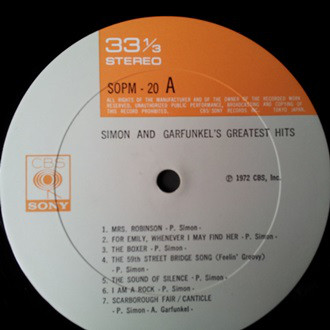 33 1/3
STEREO
SOPM - 20 A
ALL RIGHTS OF THE MANUFACTURER AND OF THE OWNER OF THE RECORDED WORK
RESERVED. UNAUTHORIZED PUBLIC PERFORMANCE, BROADCASTING AND COPYING OF
THIS RECORD PROHIBITED. CBS/SONY RECORDS INC. TOKYO JAPAN.
SIMON AND GARFUNKEL'S GREATEST HITS
CBS
SONY
℗ 1972 CBS, Inc.
1. MRS. ROBINSON - P. Simon -
2. FOR EMILY, WHENEVER I MAY FIND HER - P. Simon -
3. THE BOXER - P. Simon -
4. THE 59th STREET BRIDGE SONG (Feelin' Groovy)
- P. Simon -
5. THE SOUND OF SILENCE - P. Simon -
6. I AM A ROCK - P. Simon -
7. SCARBOROUGH FAIR / CANTICLE
- P. Simon - A. Garfunkel -